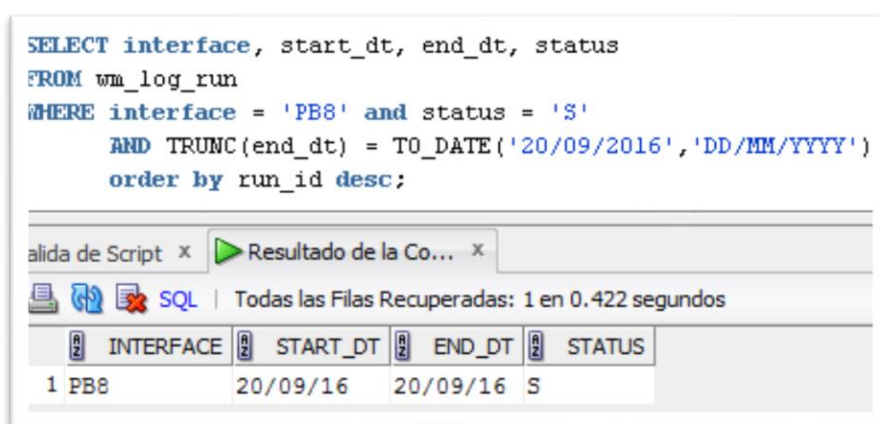 SELECT interface, start_dt, end_dt, status
FROM wm_log_run
WHERE interface = 'PB8' and status = 'S'
AND TRUNC(end_dt) = TO_DATE('20/09/2016','DD/MM/YYYY')
order by run_id desc;
alida de Script x Resultado de la Co... x
SQL | Todas las Filas Recuperadas: 1 en 0.422 segundos
INTERFACE START_DT END_DT STATUS
1 PB8 20/09/16 20/09/16 S